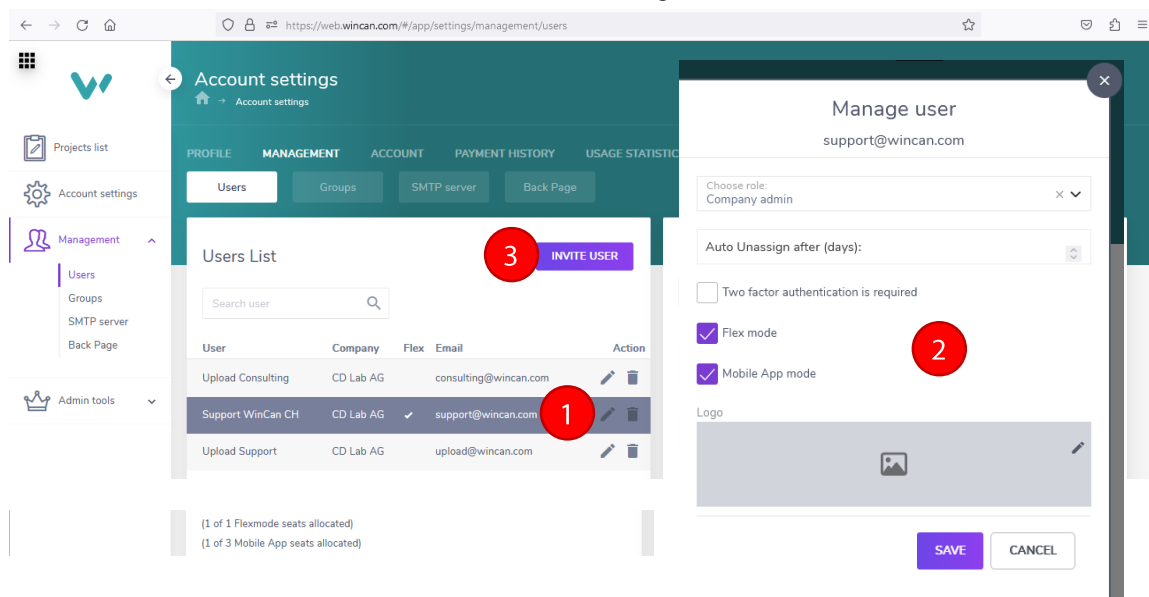 https://web.wincan.com/#/app/settings/management/users
Account settings
Account settings
PROFILE MANAGEMENT ACCOUNT PAYMENT HISTORY USAGE STATISTIC
Users Groups SMTP server Back Page
Projects list
Account settings
Management
Users
Groups
SMTP server
Back Page
Admin tools
Users List
3
INVITE USER
Search user
User Company Flex Email Action
Upload Consulting CD Lab AG consulting@wincan.com
Support WinCan CH CD Lab AG support@wincan.com
1
Upload Support CD Lab AG upload@wincan.com
(1 of 1 Flexmode seats allocated)
(1 of 3 Mobile App seats allocated)
Manage user
support@wincan.com
Choose role:
Company admin
Auto Unassign after (days):
Two factor authentication is required
Flex mode
2
Mobile App mode
Logo
SAVE CANCEL